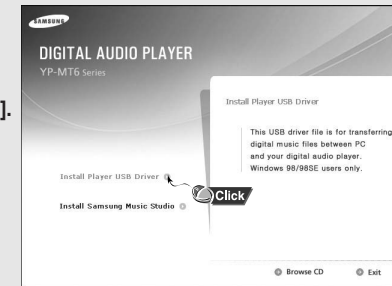 SAMSUNG
DIGITAL AUDIO PLAYER
YP-MT6 Series
].
Install Player USB Driver
This USB driver file is for transferring
digital music files between PC
and your digital audio player.
Windows 98/98SE users only.
Install Player USB Driver
Click
Install Samsung Music Studio
Browse CD
Exit